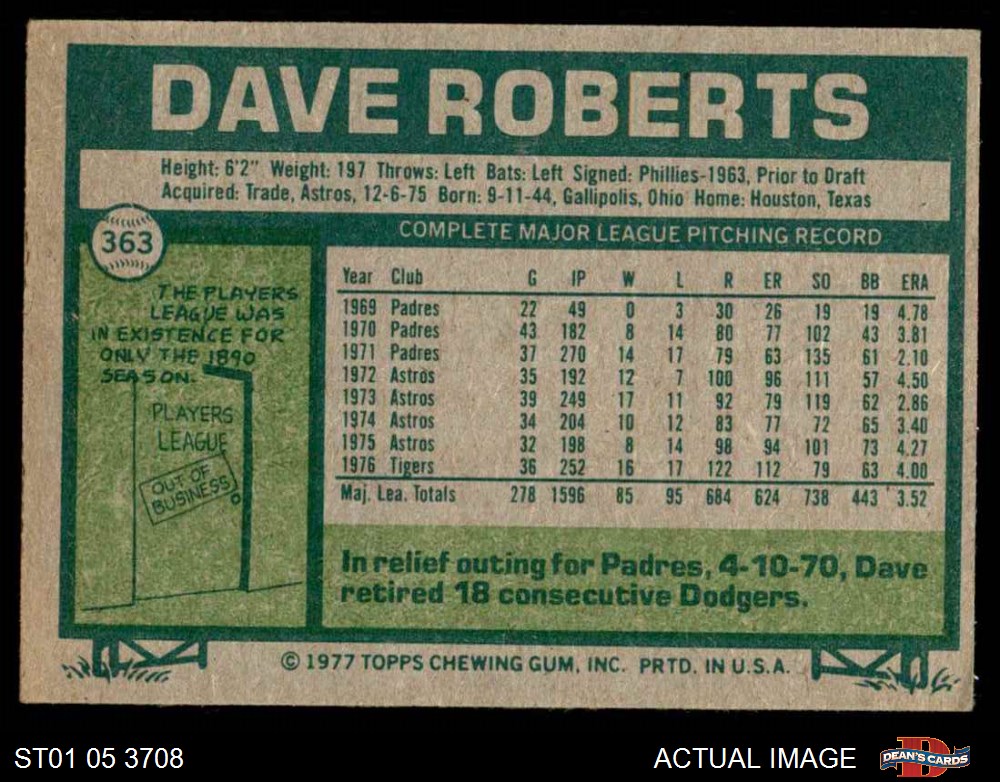 DAVE ROBERTS
Height: 6'2" Weight: 197 Throws: Left Bats: Left Signed: Phillies-1963, Prior to Draft
Acquired: Trade, Astros, 12-6-75 Born: 9-11-44, Gallipolis, Ohio Home: Houston, Texas
363
THE PLAYERS
LEAGUE WAS
IN EXISTENCE FOR
ONLY THE 1890
SEASON.
PLAYERS
LEAGUE
OUT OF
BUSINESS
COMPLETE MAJOR LEAGUE PITCHING RECORD
Year Club G IP W L R ER SO BB ERA
1969 Padres 22 49 0 3 30 26 19 19 4.78
1970 Padres 43 182 8 14 80 77 102 43 3.81
1971 Padres 37 270 14 17 79 63 135 61 2.10
1972 Astros 35 192 12 7 100 96 111 57 4.50
1973 Astros 39 249 17 11 92 79 119 62 2.86
1974 Astros 34 204 10 12 83 77 72 65 3.40
1975 Astros 32 198 8 14 98 94 101 73 4.27
1976 Tigers 36 252 16 17 122 112 79 63 4.00
Maj. Lea. Totals 278 1596 85 95 684 624 738 443 3.52
In relief outing for Padres, 4-10-70, Dave
retired 18 consecutive Dodgers.
© 1977 TOPPS CHEWING GUM, INC. PRTD. IN U.S.A.
ST01 05 3708
ACTUAL IMAGE
DEAN'S CARDS